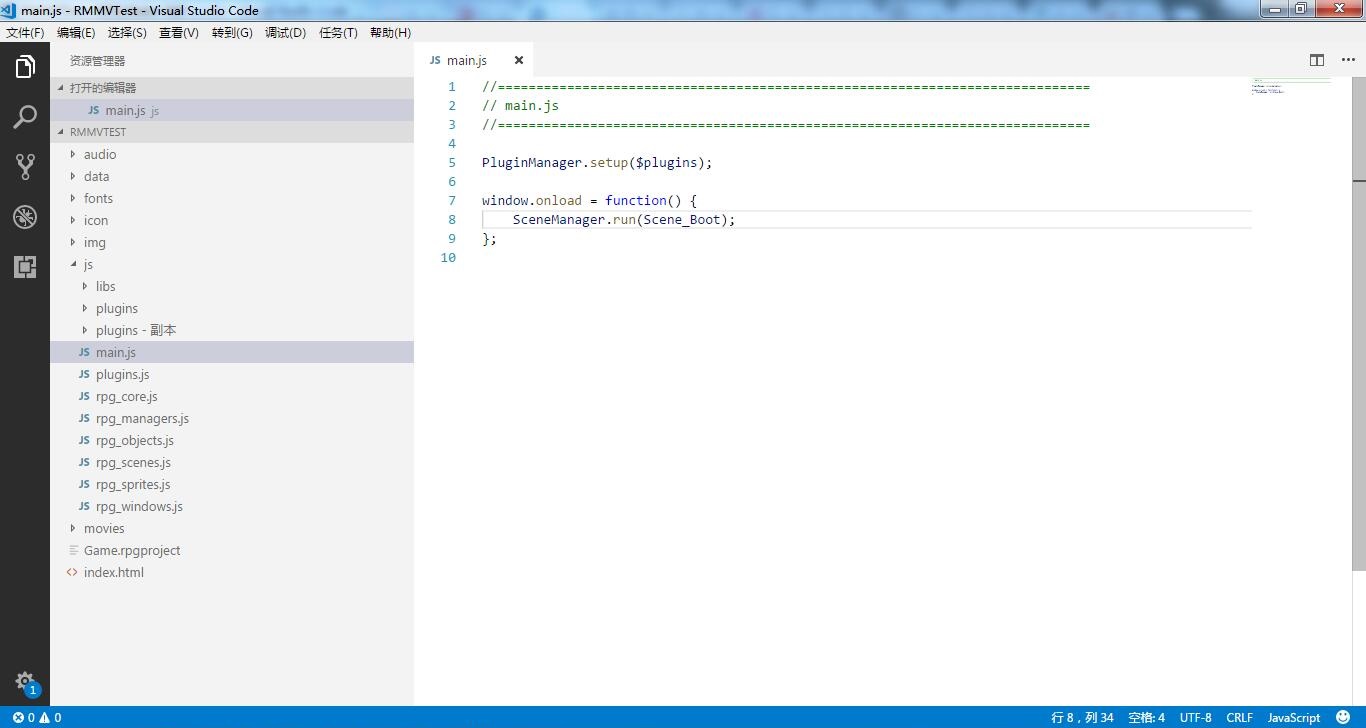 main.js - RMMVTest - Visual Studio Code
文件(F) 编辑(E) 选择(S) 查看(V) 转到(G) 调试(D) 任务(T) 帮助(H)
资源管理器
打开的编辑器
JS main.js js
RMMVTEST
audio
data
fonts
icon
img
js
libs
plugins
plugins - 副本
JS main.js
JS plugins.js
JS rpg_core.js
JS rpg_managers.js
JS rpg_objects.js
JS rpg_scenes.js
JS rpg_sprites.js
JS rpg_windows.js
movies
Game.rpgproject
<> index.html
1
JS main.js
1 //=============================================================================
2 // main.js
3 //=============================================================================
4
5 PluginManager.setup($plugins);
6
7 window.onload = function() {
8     SceneManager.run(Scene_Boot);
9 };
10
0 0
行 8，列 34 空格: 4 UTF-8 CRLF JavaScript